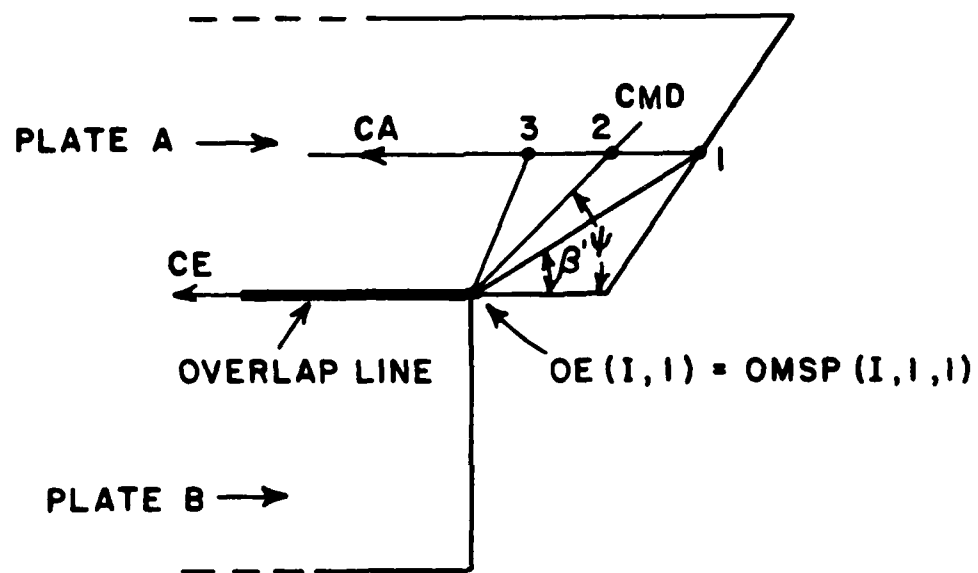 CMD
PLATE A
CA
3
2
1
β'
ψ
CE
OVERLAP LINE
OE(I,1) = OMSP(I,1,1)
PLATE B